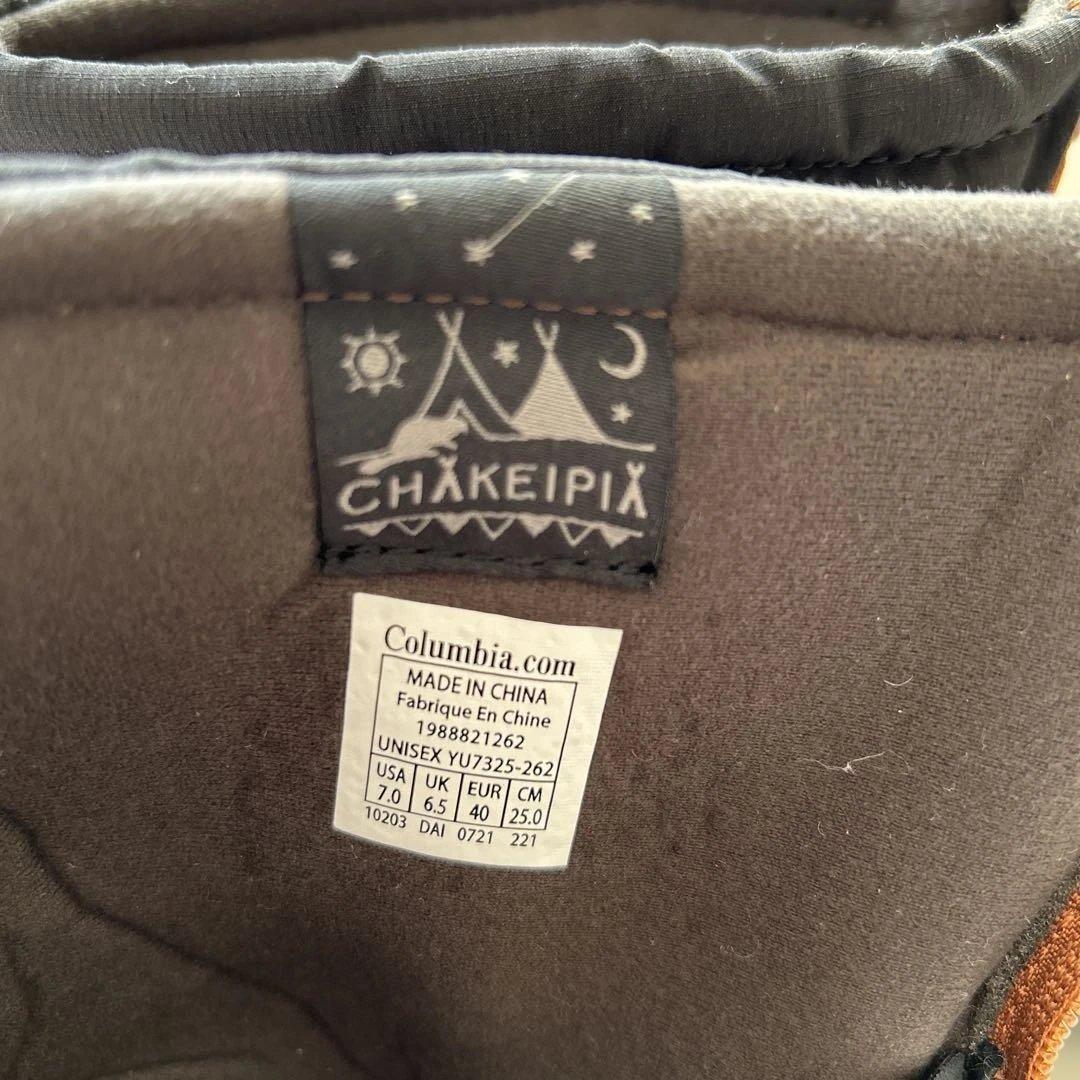 CHAKEIPIA
Columbia.com
MADE IN CHINA
Fabrique En Chine
1988821262
UNISEX YU7325-262
USA UK EUR CM
7.0 6.5 40 25.0
10203 DAI 0721 221